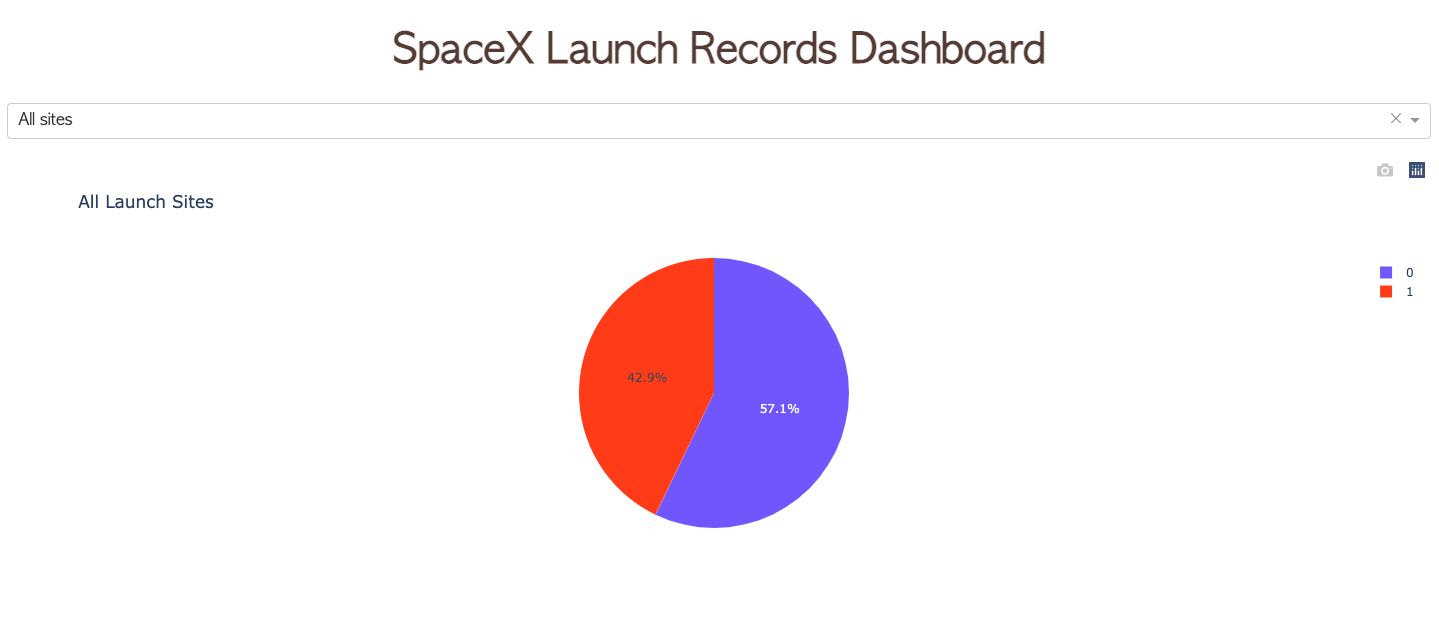 SpaceX Launch Records Dashboard
All sites
All Launch Sites
0
1
42.9%
57.1%